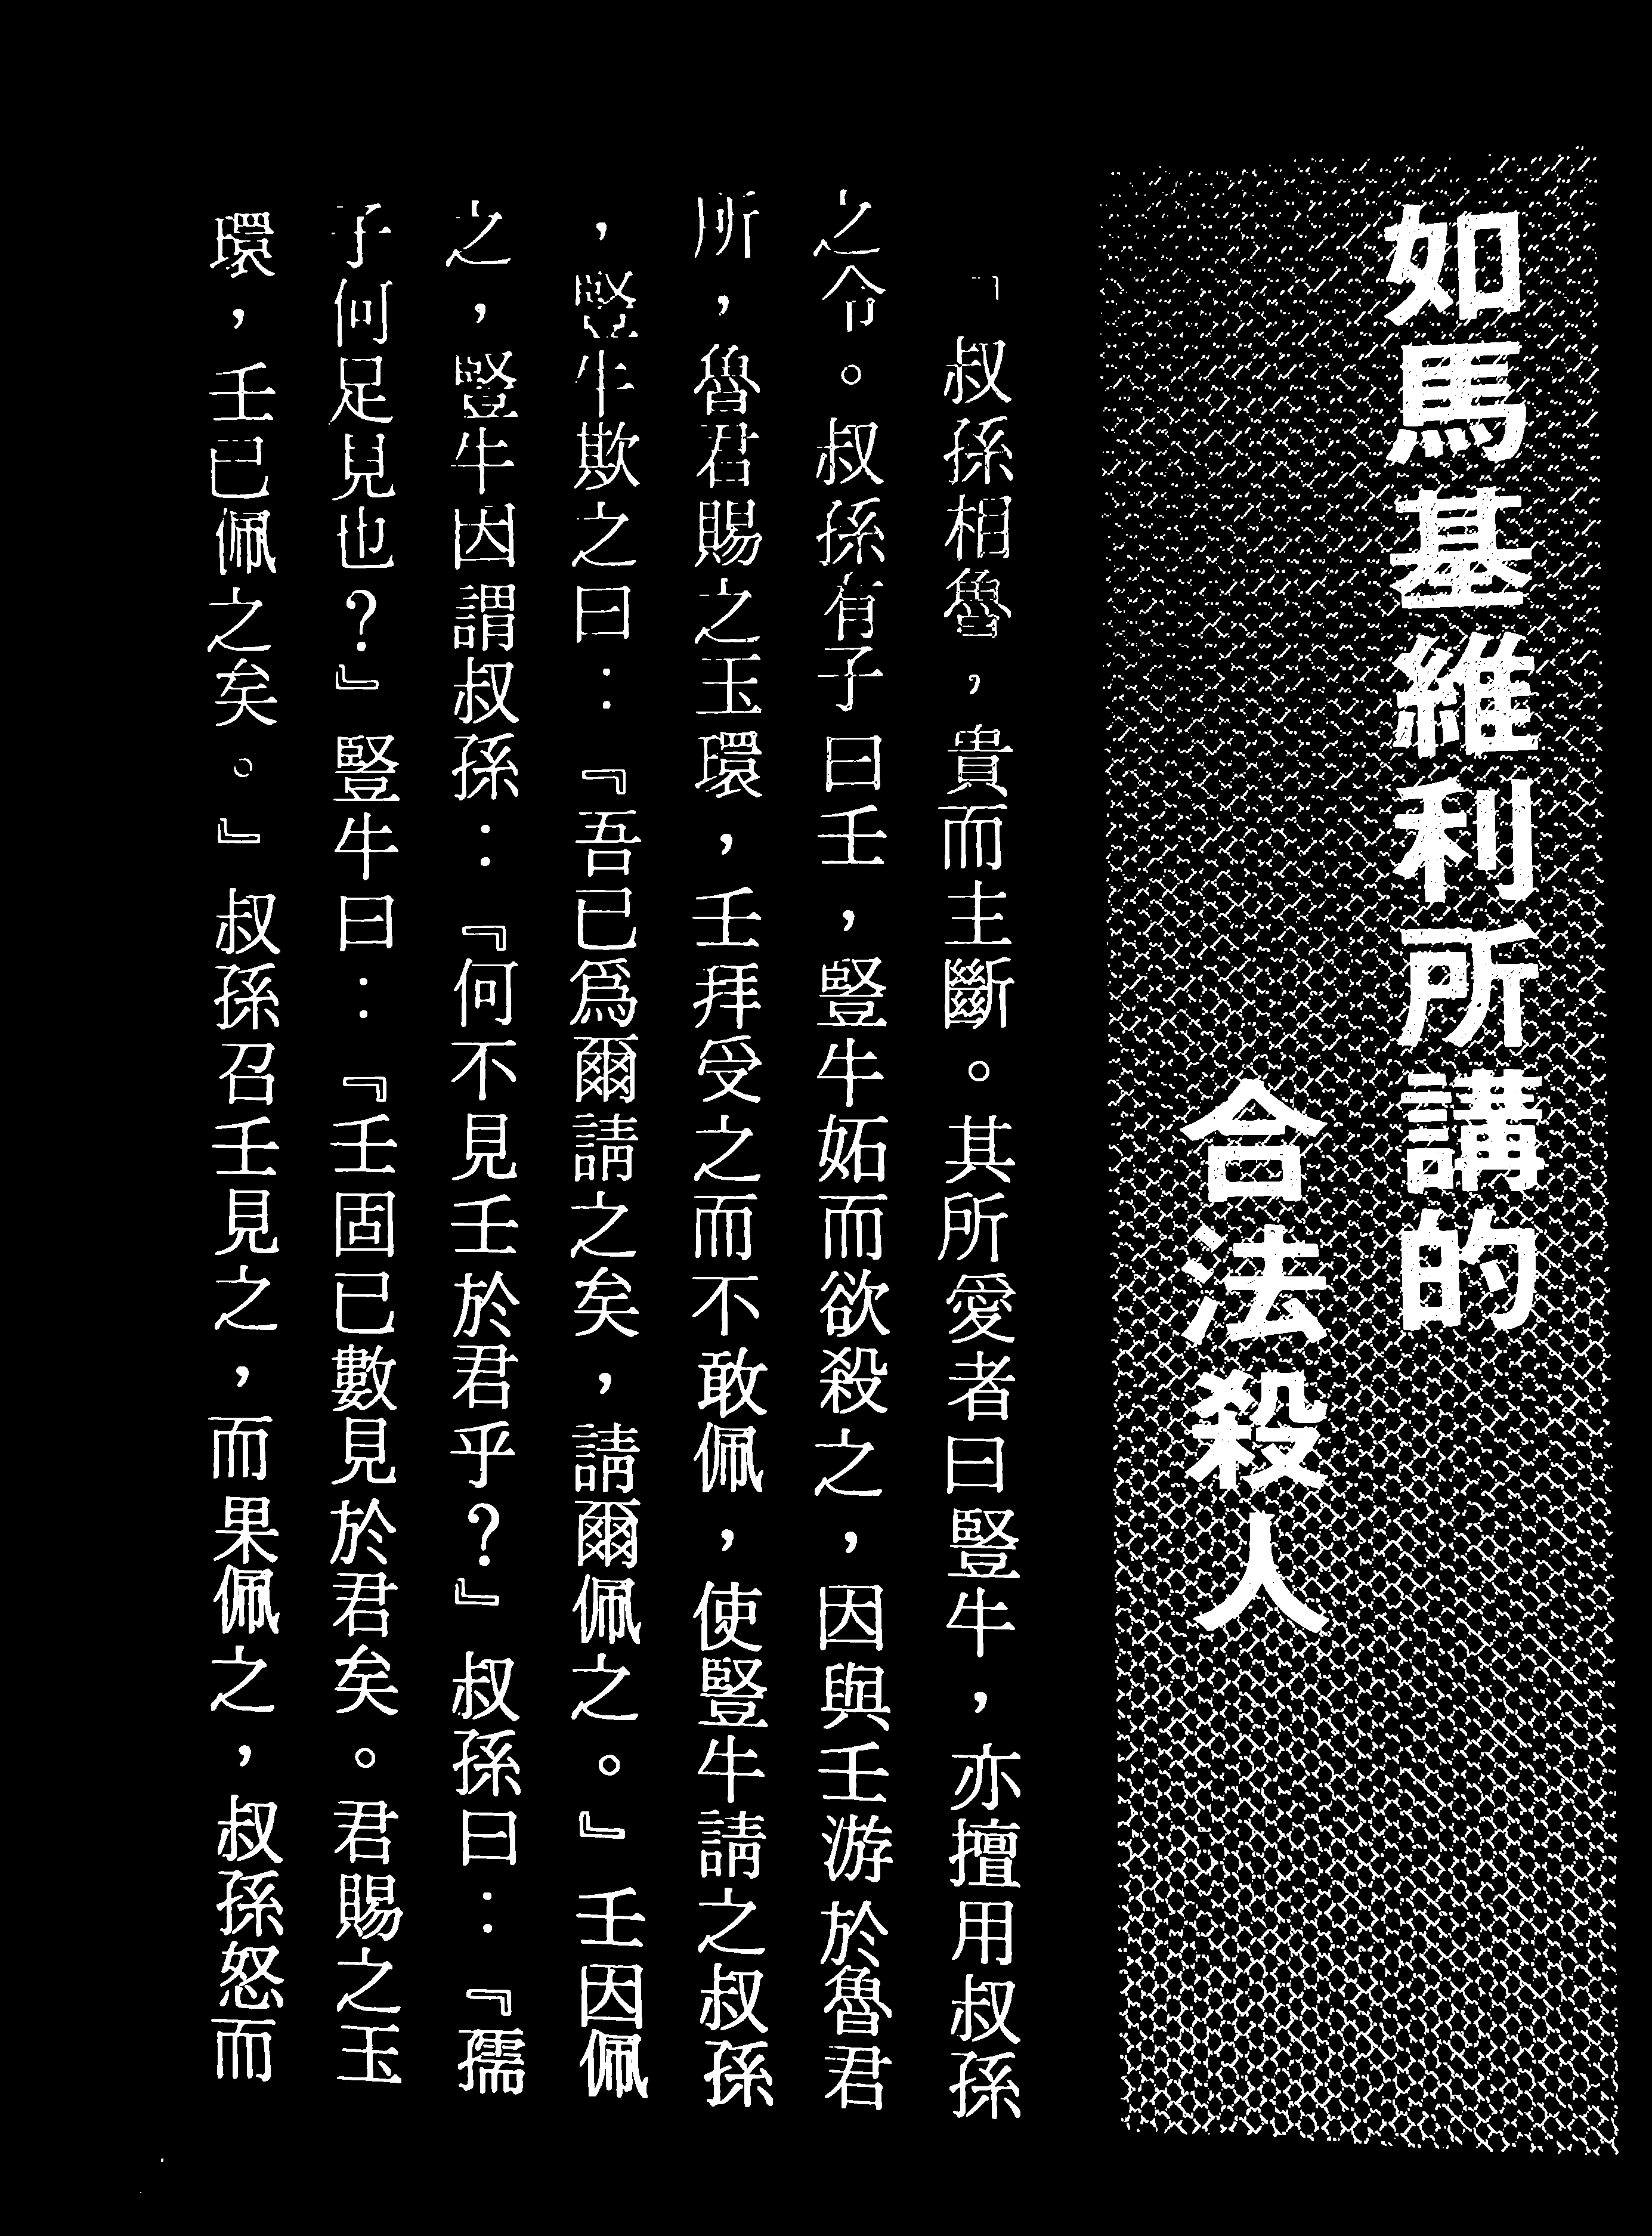 如馬基維利所講的
合法殺人
「叔孫相魯，貴而主斷。其所愛者曰豎牛，亦擅用叔孫
之令。叔孫有子曰壬，豎牛妬而欲殺之，因與壬游於魯君
所，魯君賜之玉環，壬拜受之而不敢佩，使豎牛請之叔孫
，豎牛欺之曰：『吾已爲爾請之矣，請爾佩之。』壬因佩
之，豎牛因謂叔孫：『何不見壬於君乎？』叔孫曰：『孺
子何足見也？』豎牛曰：『壬固已數見於君矣。君賜之玉
環，壬已佩之矣。』叔孫召壬見之，而果佩之，叔孫怒而